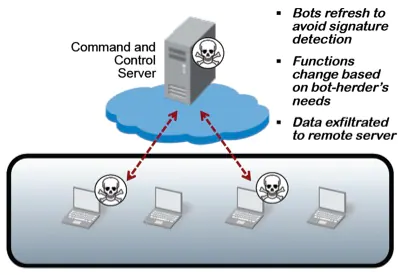 Command and
Control
Server
▪ Bots refresh to
avoid signature
detection
▪ Functions
change based
on bot-herder's
needs
▪ Data exfiltrated
to remote server